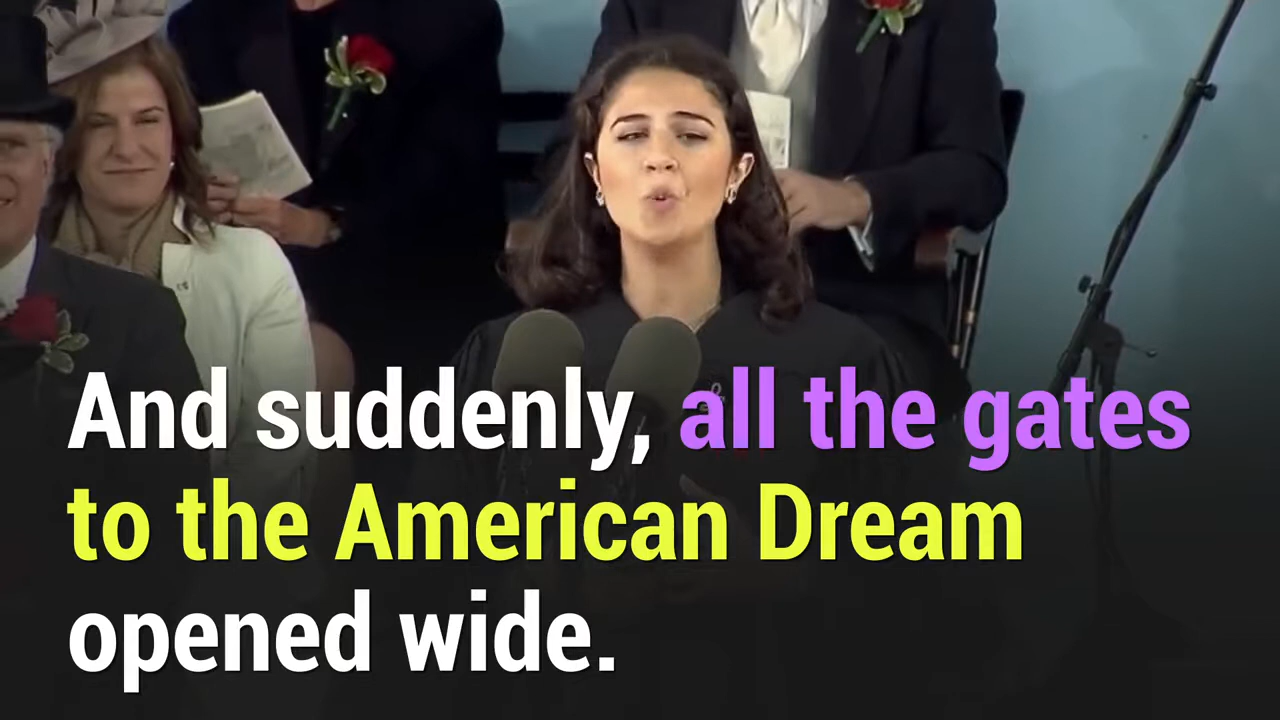 And suddenly, all the gates
to the American Dream
opened wide.